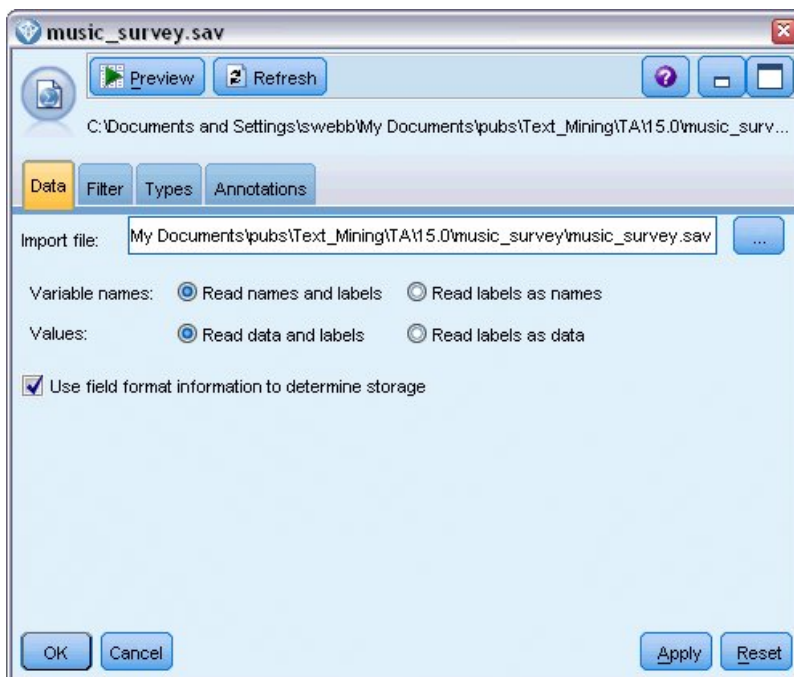 music_survey.sav
Preview Refresh
C:\Documents and Settings\swebb\My Documents\pubs\Text_Mining\TA\15.0\music_surv...
Data Filter Types Annotations
Import file: My Documents\pubs\Text_Mining\TA\15.0\music_survey\music_survey.sav ...
Variable names: Read names and labels Read labels as names
Values: Read data and labels Read labels as data
Use field format information to determine storage
OK Cancel Apply Reset